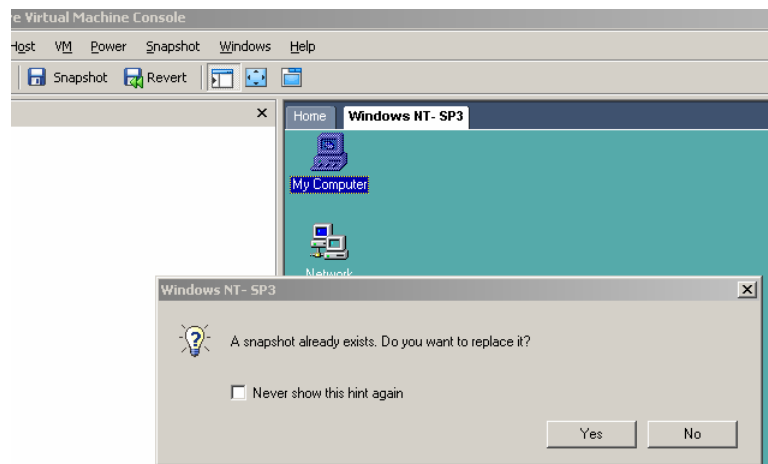 re Virtual Machine Console
Host VM Power Snapshot Windows Help
Snapshot Revert
Home Windows NT- SP3
My Computer
Network
Windows NT- SP3
A snapshot already exists. Do you want to replace it?
Never show this hint again
Yes No